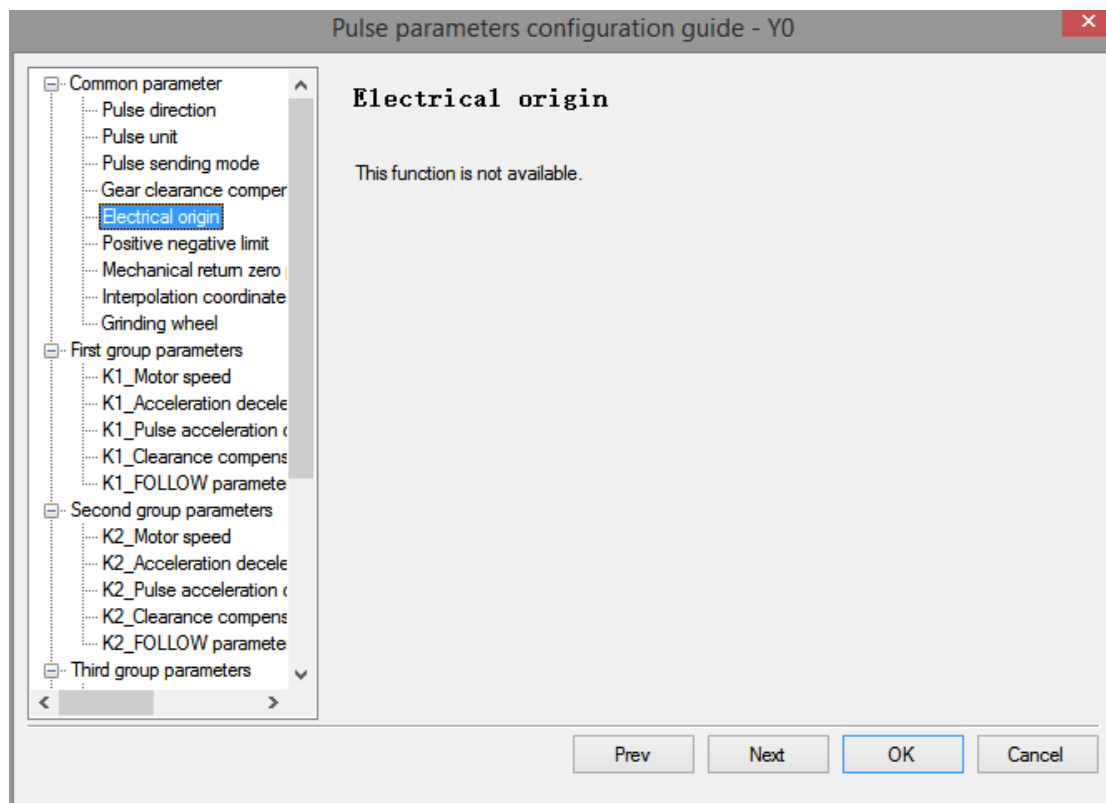 Pulse parameters configuration guide - Y0
Common parameter
Pulse direction
Pulse unit
Pulse sending mode
Gear clearance comper
Electrical origin
Positive negative limit
Mechanical return zero
Interpolation coordinate
Grinding wheel
First group parameters
K1_Motor speed
K1_Acceleration decele
K1_Pulse acceleration
K1_Clearance compens
K1_FOLLOW paramete
Second group parameters
K2_Motor speed
K2_Acceleration decele
K2_Pulse acceleration
K2_Clearance compens
K2_FOLLOW paramete
Third group parameters
Electrical origin
This function is not available.
Prev
Next
OK
Cancel